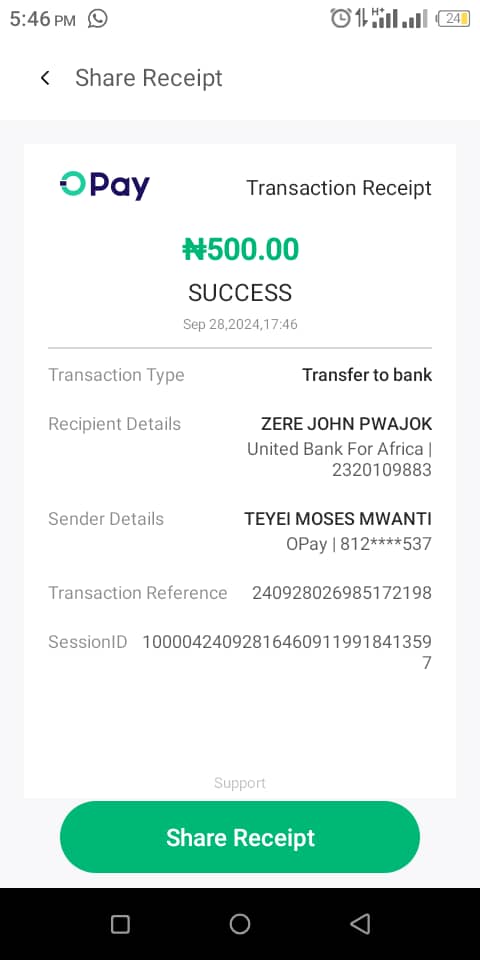 5:46 PM
H+
24
Share Receipt
OPay
Transaction Receipt
₦500.00
SUCCESS
Sep 28,2024,17:46
Transaction Type
Transfer to bank
Recipient Details
ZERE JOHN PWAJOK
United Bank For Africa |
2320109883
Sender Details
TEYEI MOSES MWANTI
OPay | 812****537
Transaction Reference
240928026985172198
SessionID
10000424092816460911991841359
7
Support
Share Receipt